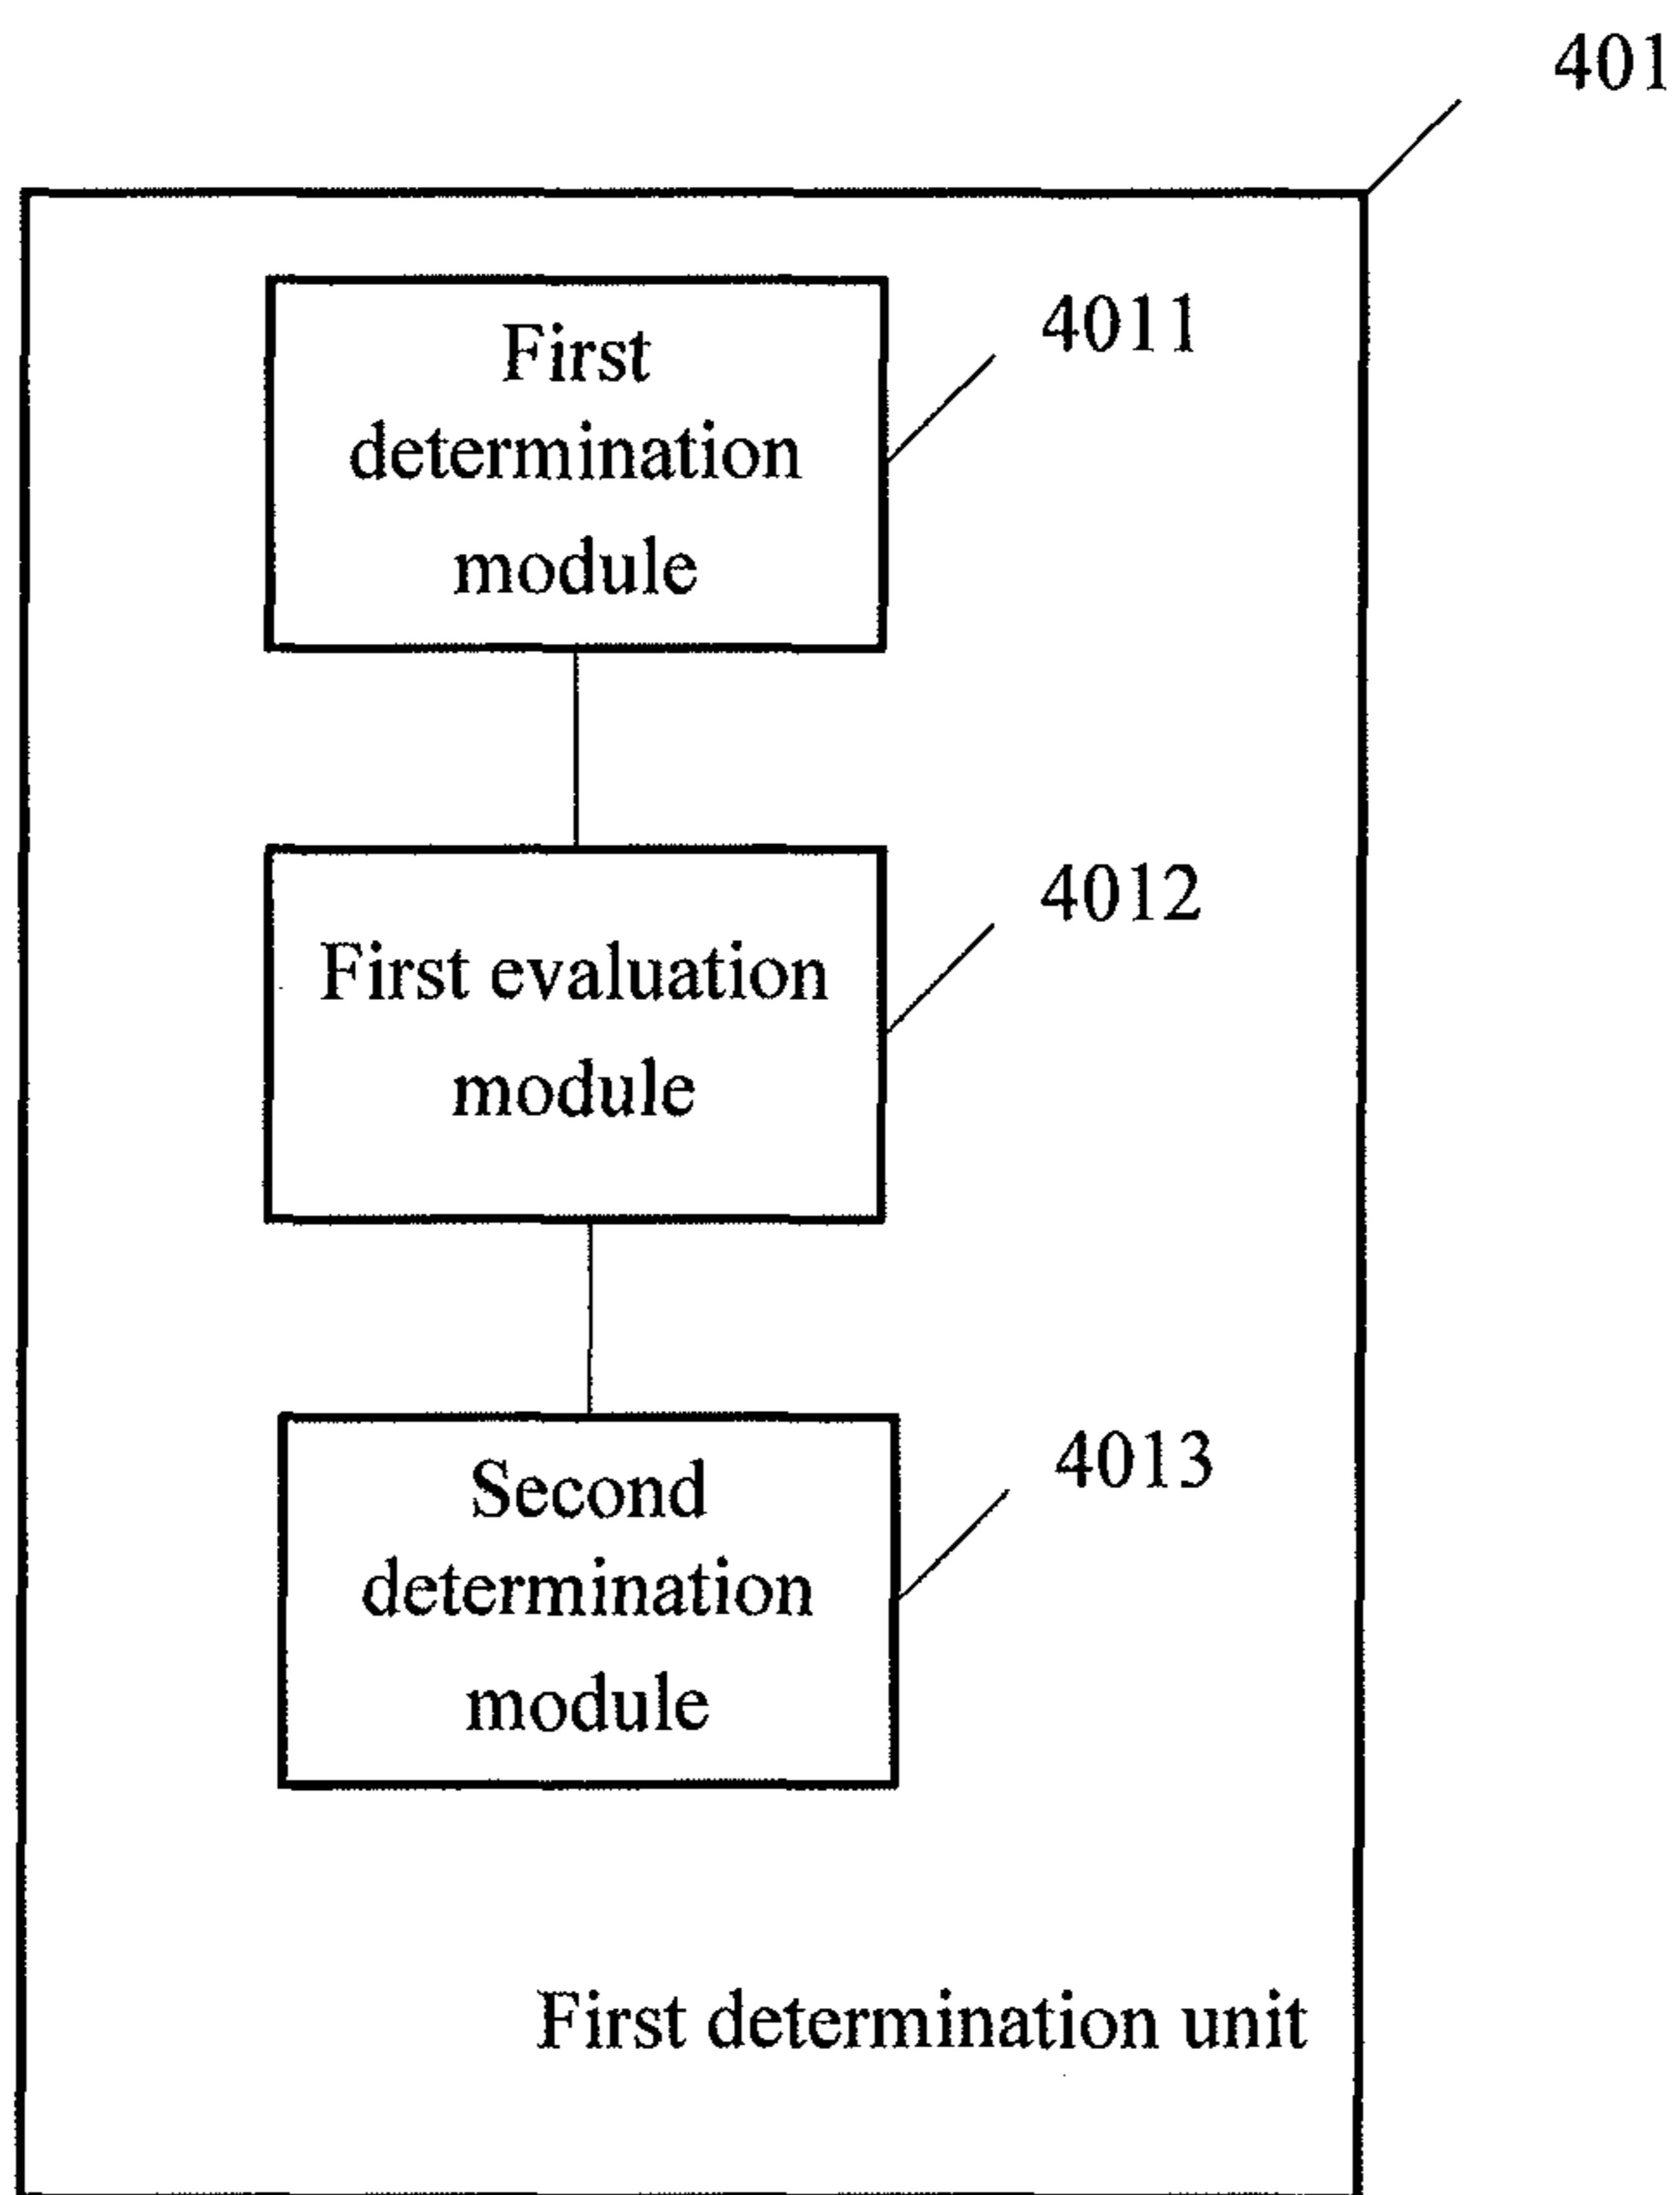 401
First
determination
module
4011
First evaluation
module
4012
Second
determination
module
4013
First determination unit